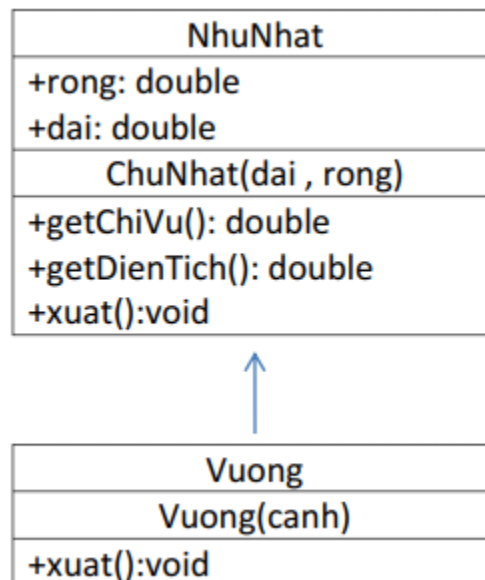 NhuNhat
+rong: double
+dai: double
ChuNhat(dai , rong)
+getChiVu(): double
+getDienTich(): double
+xuat():void
Vuong
Vuong(canh)
+xuat():void